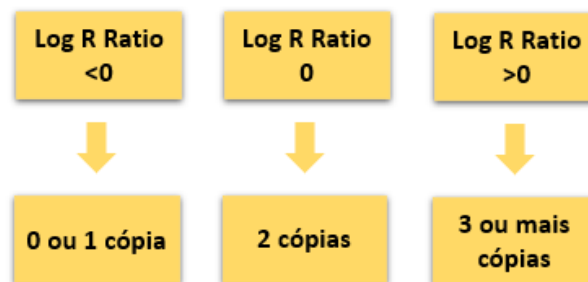 Log R Ratio
<0
Log R Ratio
0
Log R Ratio
>0
0 ou 1 cópia
2 cópias
3 ou mais
cópias